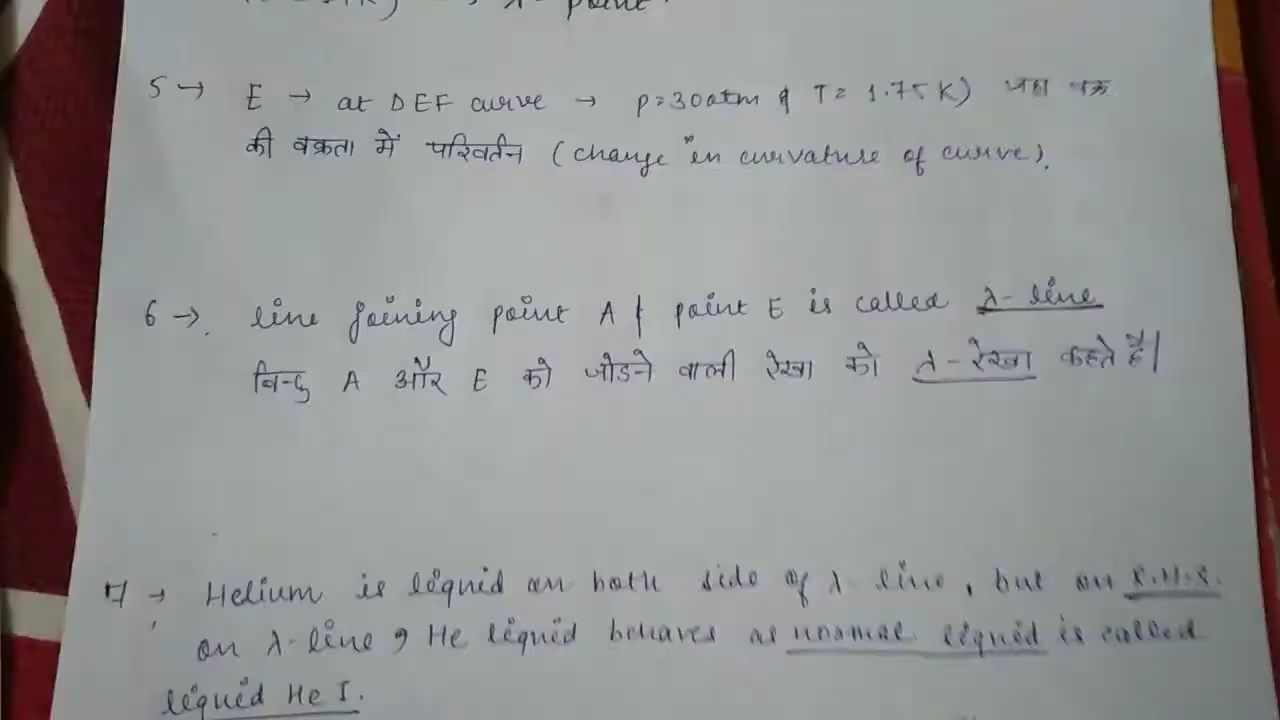 λ- point.
5 → E → at DEF curve → P=30atm & T= 1.75K) जहा वक्र
की वक्रता में परिवर्तन (change in curvature of curve).
6 →. line joining point A & point E is called λ- line
बिन्दु A और E को जोडने वाली रेखा को λ-रेखा कहते है।
7 → Helium is liquid on both side of λ line, but on R.H.S.
on λ-line, He liquid behaves as normal liquid is called
liquid He I.